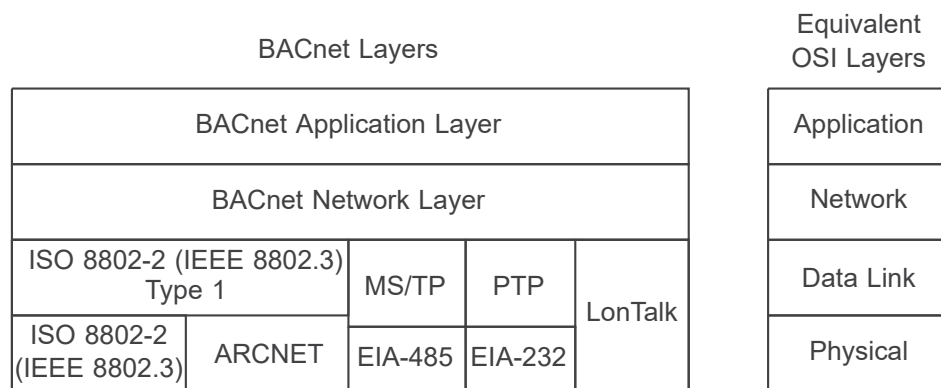 BACnet Layers
Equivalent
OSI Layers
BACnet Application Layer
Application
BACnet Network Layer
Network
ISO 8802-2 (IEEE 8802.3)
Type 1
MS/TP
PTP
LonTalk
Data Link
ISO 8802-2
(IEEE 8802.3)
ARCNET
EIA-485
EIA-232
Physical